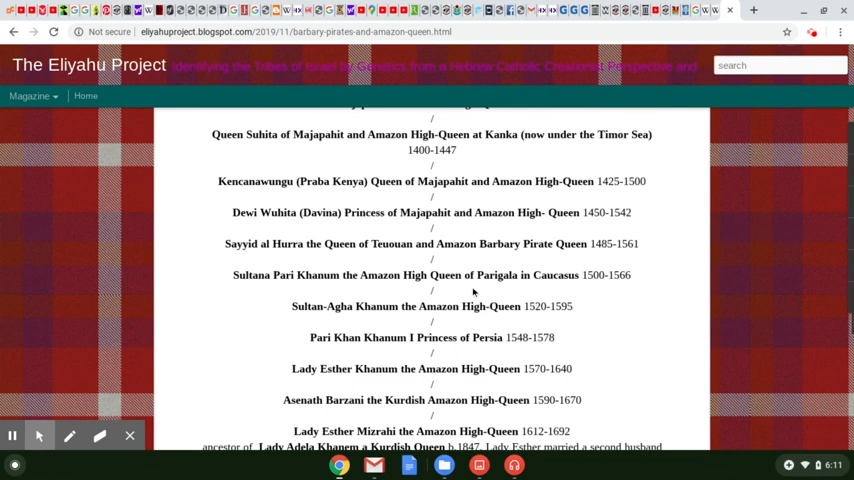 Not secure | eliyahuproject.blogspot.com/2019/11/barbary-pirates-and-amazon-queen.html
The Eliyahu Project Identifying the Tribes of Israel by Genetics from a Hebrew Catholic Creationist Perspective and
search
Magazine Home
/
Queen Suhita of Majapahit and Amazon High-Queen at Kanka (now under the Timor Sea)
1400-1447
/
Kencanawungu (Praba Kenya) Queen of Majapahit and Amazon High-Queen 1425-1500
/
Dewi Wuhita (Davina) Princess of Majapahit and Amazon High- Queen 1450-1542
/
Sayyid al Hurra the Queen of Teuouan and Amazon Barbary Pirate Queen 1485-1561
/
Sultana Pari Khanum the Amazon High Queen of Parigala in Caucasus 1500-1566
/
Sultan-Agha Khanum the Amazon High-Queen 1520-1595
/
Pari Khan Khanum I Princess of Persia 1548-1578
/
Lady Esther Khanum the Amazon High-Queen 1570-1640
/
Asenath Barzani the Kurdish Amazon High-Queen 1590-1670
/
Lady Esther Mizrahi the Amazon High-Queen 1612-1692
ancestor of Lady Adela Khanem a Kurdish Queen b.1847. Lady Esther married a second husband
6:11